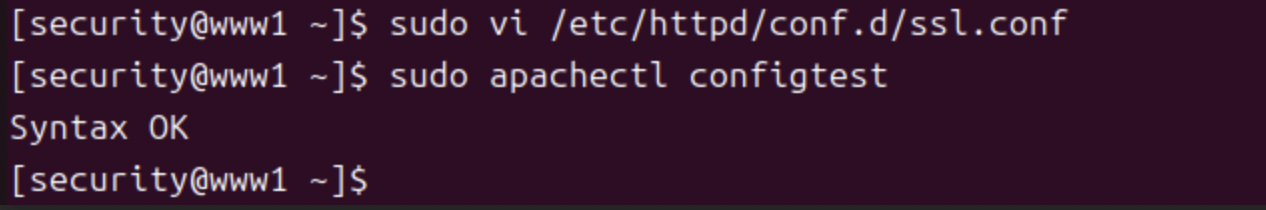 [security@www1 ~]$ sudo vi /etc/httpd/conf.d/ssl.conf
[security@www1 ~]$ sudo apachectl configtest
Syntax OK
[security@www1 ~]$